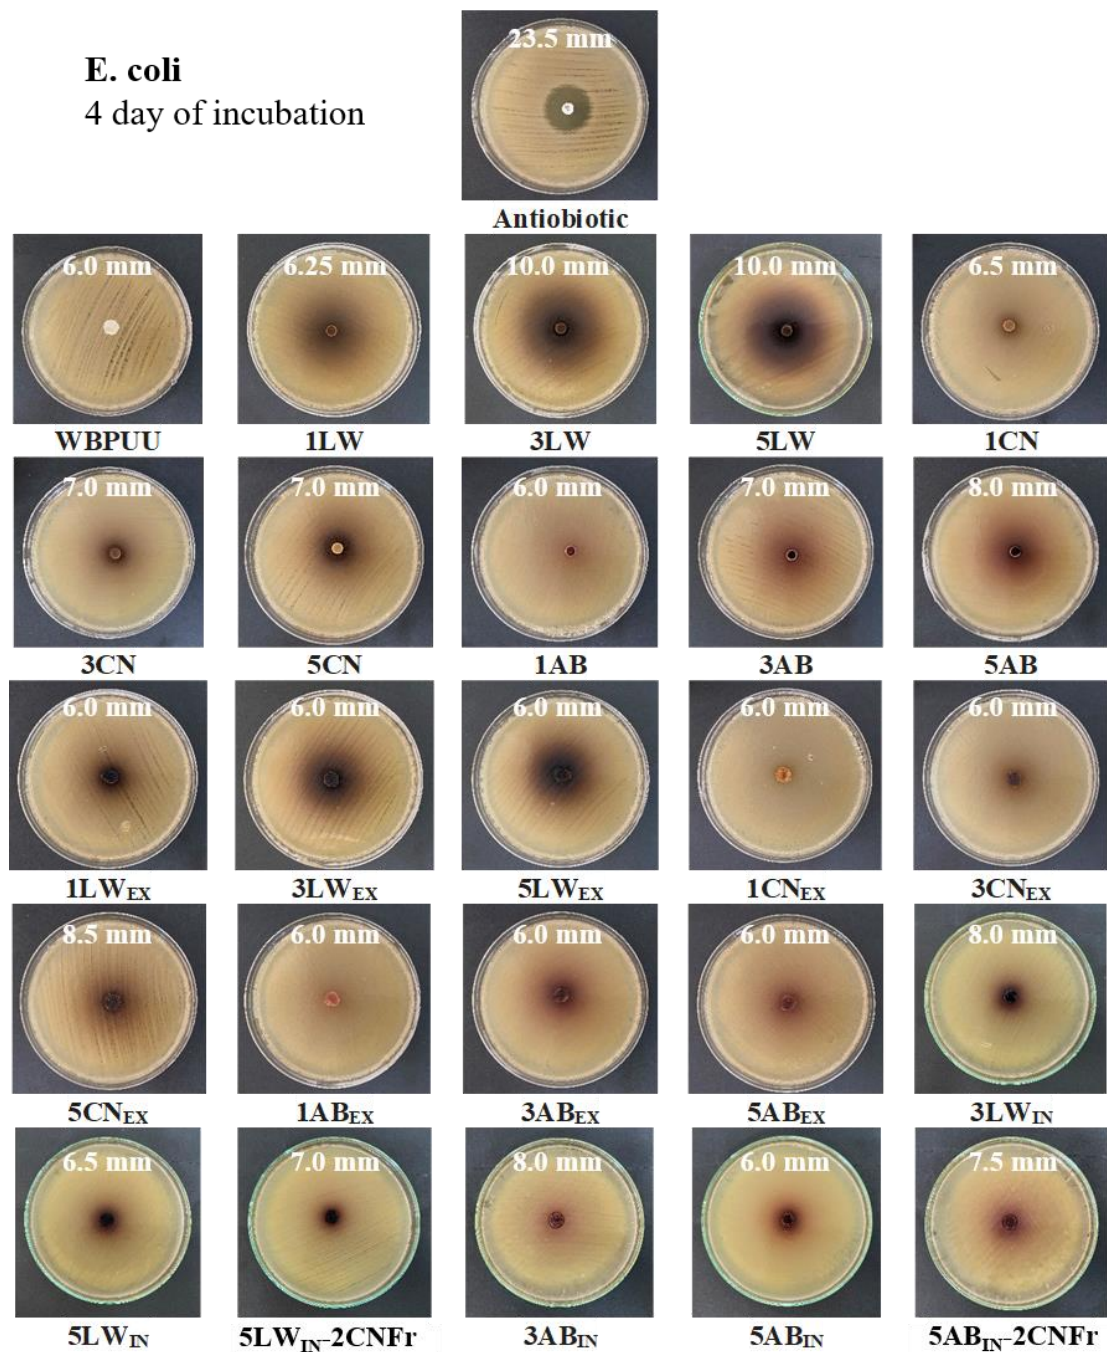 23.5 mm
E. coli
4 day of incubation
Antiobiotic
6.0 mm 6.25 mm 10.0 mm 10.0 mm 6.5 mm
WBPUU 1LW 3LW 5LW 1CN
7.0 mm 7.0 mm 6.0 mm 7.0 mm 8.0 mm
3CN 5CN 1AB 3AB 5AB
6.0 mm 6.0 mm 6.0 mm 6.0 mm 6.0 mm
1LWEX 3LWEX 5LWEX 1CNEX 3CNEX
8.5 mm 6.0 mm 6.0 mm 6.0 mm 8.0 mm
5CNEX 1ABEX 3ABEX 5ABEX 3LWIN
6.5 mm 7.0 mm 8.0 mm 6.0 mm 7.5 mm
5LWIN 5LWIN-2CNFr 3ABIN 5ABIN 5ABIN-2CNFr